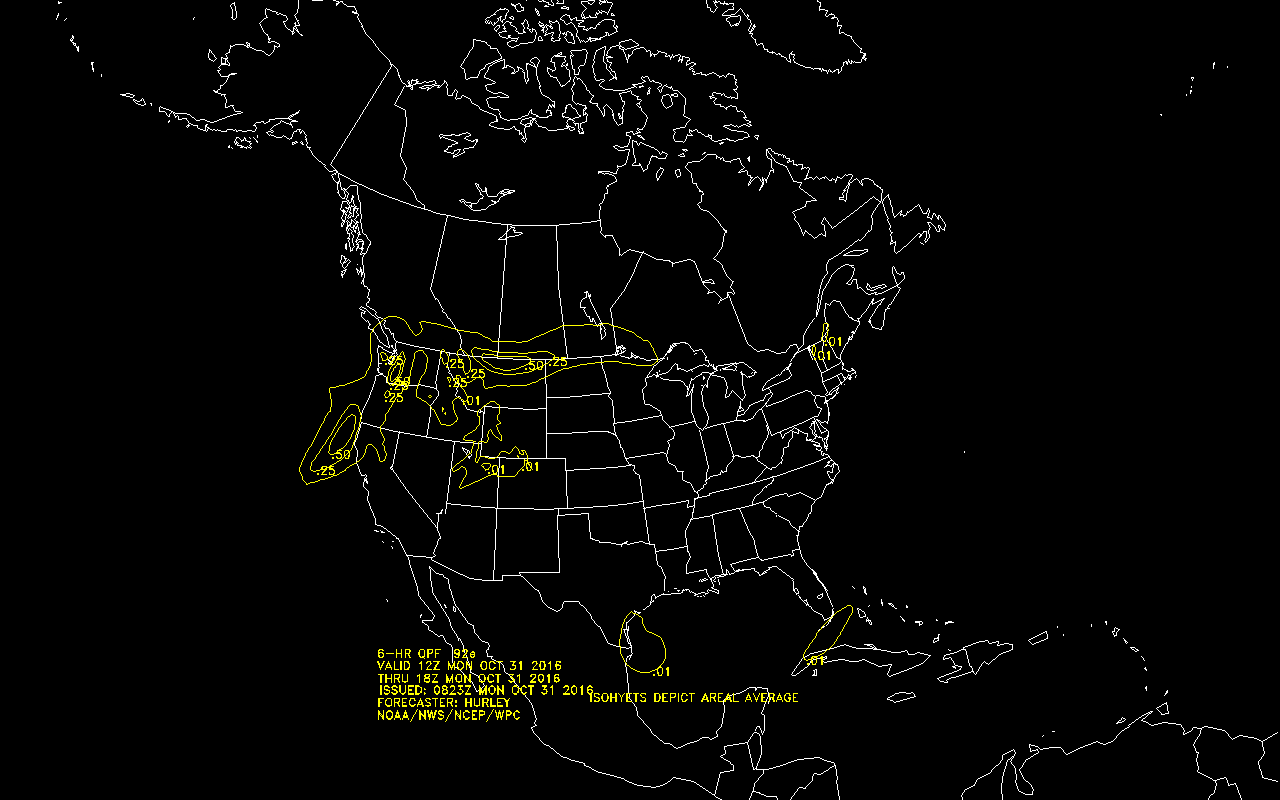 .01
.01
.25
.25
.50
.25
.25
.50
.25
.25
.25
.01
.50
.25
.01
.01
.01
.01
6-HR QPF 92e
VALID 12Z MON OCT 31 2016
THRU 18Z MON OCT 31 2016
ISSUED: 0823Z MON OCT 31 2016
ISOHYETS DEPICT AREAL AVERAGE
FORECASTER: HURLEY
NOAA/NWS/NCEP/WPC